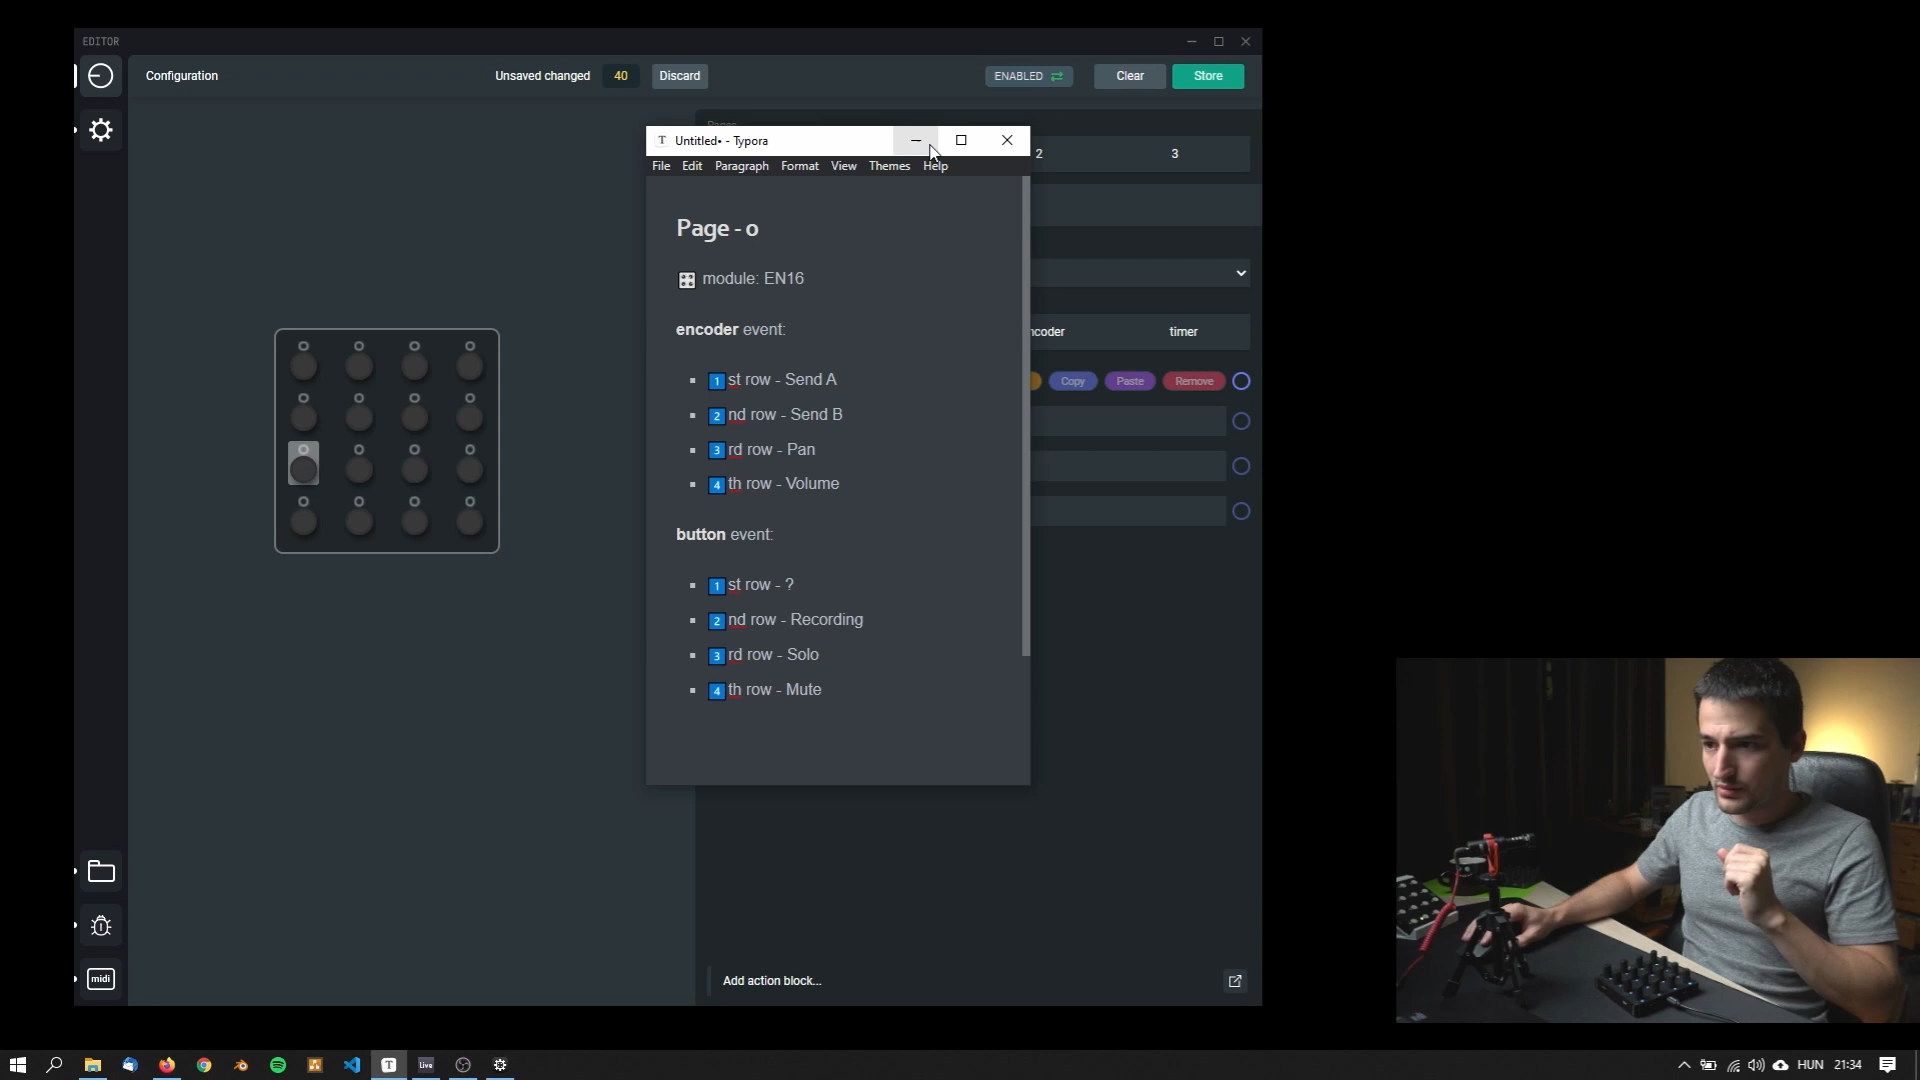 EDITOR
Configuration
Unsaved changed 40 Discard
ENABLED Clear Store
Untitled• - Typora
File Edit Paragraph Format View Themes Help
2 3
Page - 0
module: EN16
encoder event:
1 st row - Send A
2 nd row - Send B
3 rd row - Pan
4 th row - Volume
button event:
1 st row - ?
2 nd row - Recording
3 rd row - Solo
4 th row - Mute
ncoder timer
Copy Paste Remove
Add action block...
midi
T live
HUN 21:34